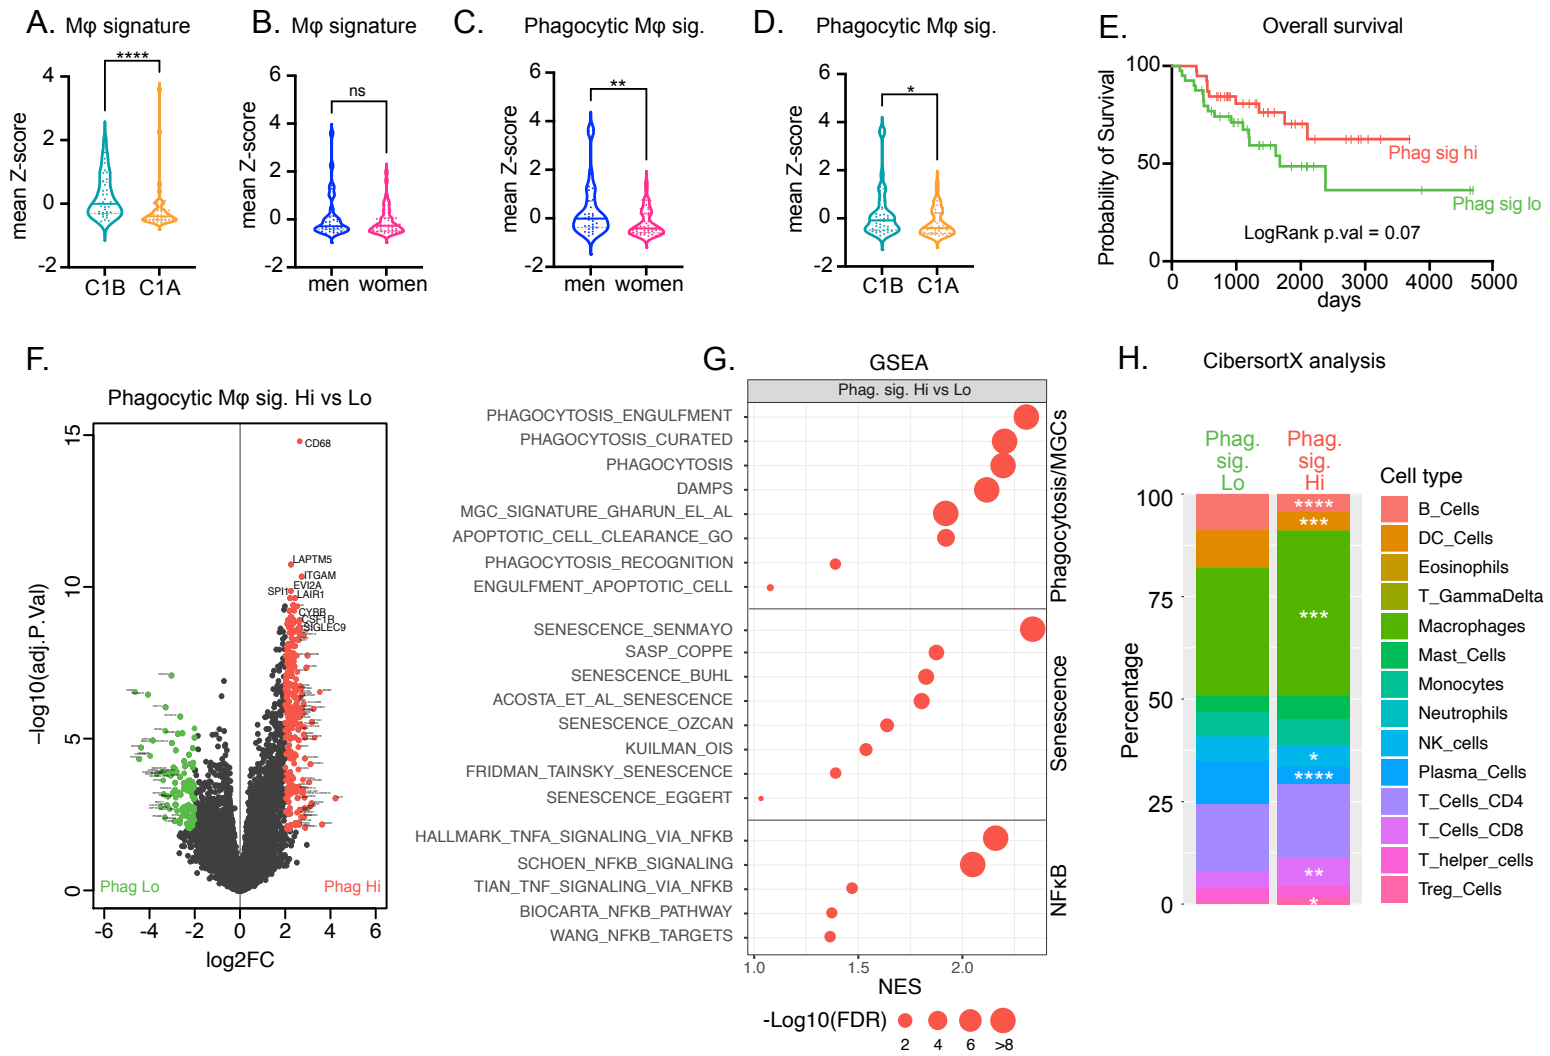 A. Mφ signature
****
4
2
0
-2
mean Z-score
C1B C1A
B. Mφ signature
ns
6
4
2
0
-2
mean Z-score
men women
C. Phagocytic Mφ sig.
**
6
4
2
0
-2
mean Z-score
men women
D. Phagocytic Mφ sig.
*
6
4
2
0
-2
mean Z-score
C1B C1A
E. Overall survival
100
50
0
Probability of Survival
Phag sig hi
Phag sig lo
LogRank p.val = 0.07
0 1000 2000 3000 4000 5000
days
F.
Phagocytic Mφ sig. Hi vs Lo
15
10
5
0
−log10(adj.P.Val)
CD68
LAPTM5
ITGAM
EVI2A
SPI1
LAIR1
CYBB
CSF1B
SIGLEC9
Phag Lo
Phag Hi
-6 -4 -2 0 2 4 6
log2FC
G.
GSEA
Phag. sig. Hi vs Lo
PHAGOCYTOSIS_ENGULFMENT
PHAGOCYTOSIS_CURATED
PHAGOCYTOSIS
DAMPS
MGC_SIGNATURE_GHARUN_EL_AL
APOPTOTIC_CELL_CLEARANCE_GO
PHAGOCYTOSIS_RECOGNITION
ENGULFMENT_APOPTOTIC_CELL
Phagocytosis/MGCs
SENESCENCE_SENMAYO
SASP_COPPE
SENESCENCE_BUHL
ACOSTA_ET_AL_SENESCENCE
SENESCENCE_OZCAN
KUILMAN_OIS
FRIDMAN_TAINSKY_SENESCENCE
SENESCENCE_EGGERT
Senescence
HALLMARK_TNFA_SIGNALING_VIA_NFKB
SCHOEN_NFKB_SIGNALING
TIAN_TNF_SIGNALING_VIA_NFKB
BIOCARTA_NFKB_PATHWAY
WANG_NFKB_TARGETS
NFκB
1.0 1.5 2.0
NES
-Log10(FDR)
2 4 6 >8
H. CibersortX analysis
Phag.
sig.
Lo
Phag.
sig.
Hi
100
75
50
25
0
Percentage
****
***
***
*
****
**
*
Cell type
B_Cells
DC_Cells
Eosinophils
T_GammaDelta
Macrophages
Mast_Cells
Monocytes
Neutrophils
NK_cells
Plasma_Cells
T_Cells_CD4
T_Cells_CD8
T_helper_cells
Treg_Cells